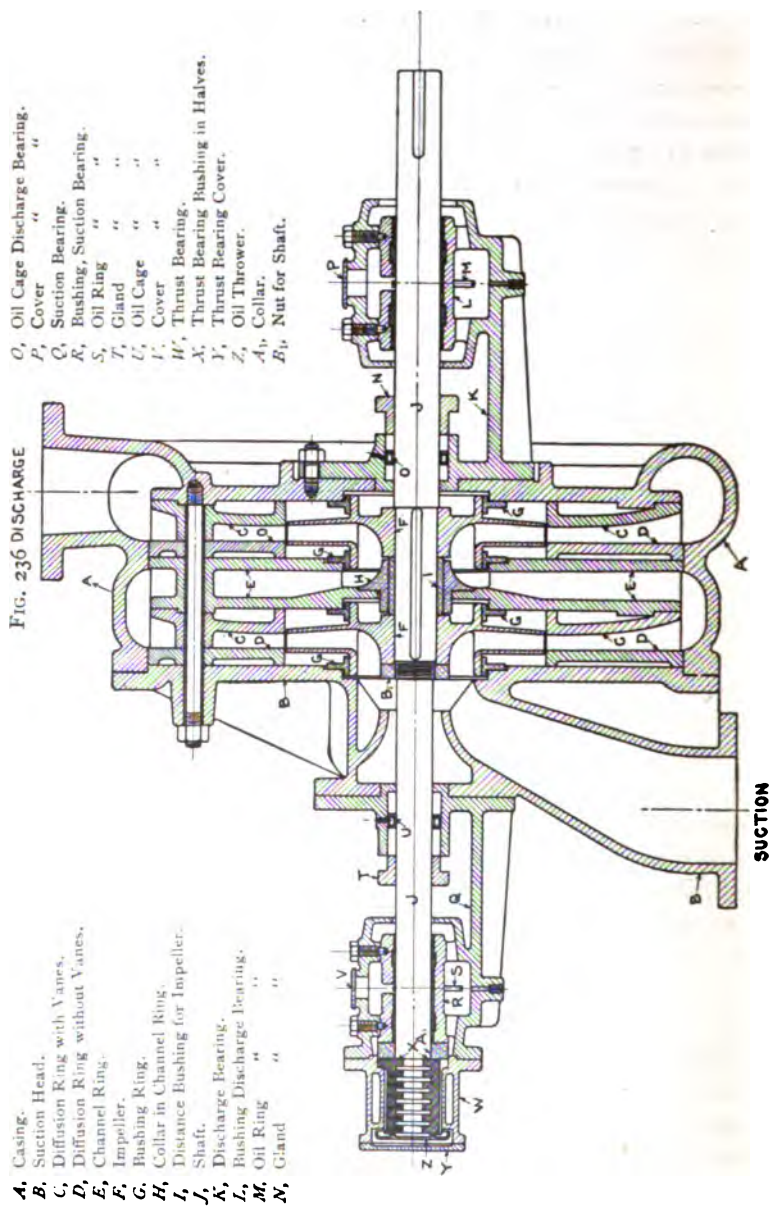 FIG. 236 DISCHARGE
A, Casing.
B, Suction Head.
C, Diffusion Ring with Vanes.
D, Diffusion Ring without Vanes.
E, Channel Ring.
F, Impeller.
G, Bushing Ring.
H, Collar in Channel Ring.
I, Distance Bushing for Impeller.
J, Shaft.
K, Discharge Bearing.
L, Bushing Discharge Bearing.
M, Oil Ring " "
N, Gland " "
O, Oil Cage Discharge Bearing.
P, Cover " "
Q, Suction Bearing.
R, Bushing, Suction Bearing.
S, Oil Ring " "
T, Gland " "
U, Oil Cage " "
V, Cover " "
W, Thrust Bearing.
X, Thrust Bearing Bushing in Halves.
Y, Thrust Bearing Cover.
Z, Oil Thrower.
A1, Collar.
B1, Nut for Shaft.
A
A
B
B
B
C
C
C
C
D
D
D
D
E
E
F
F
G
G
G
G
G
H
I
J
J
K
L
M
N
O
P
Q
R
S
T
U
V
W
X
A
Y
Z
SUCTION